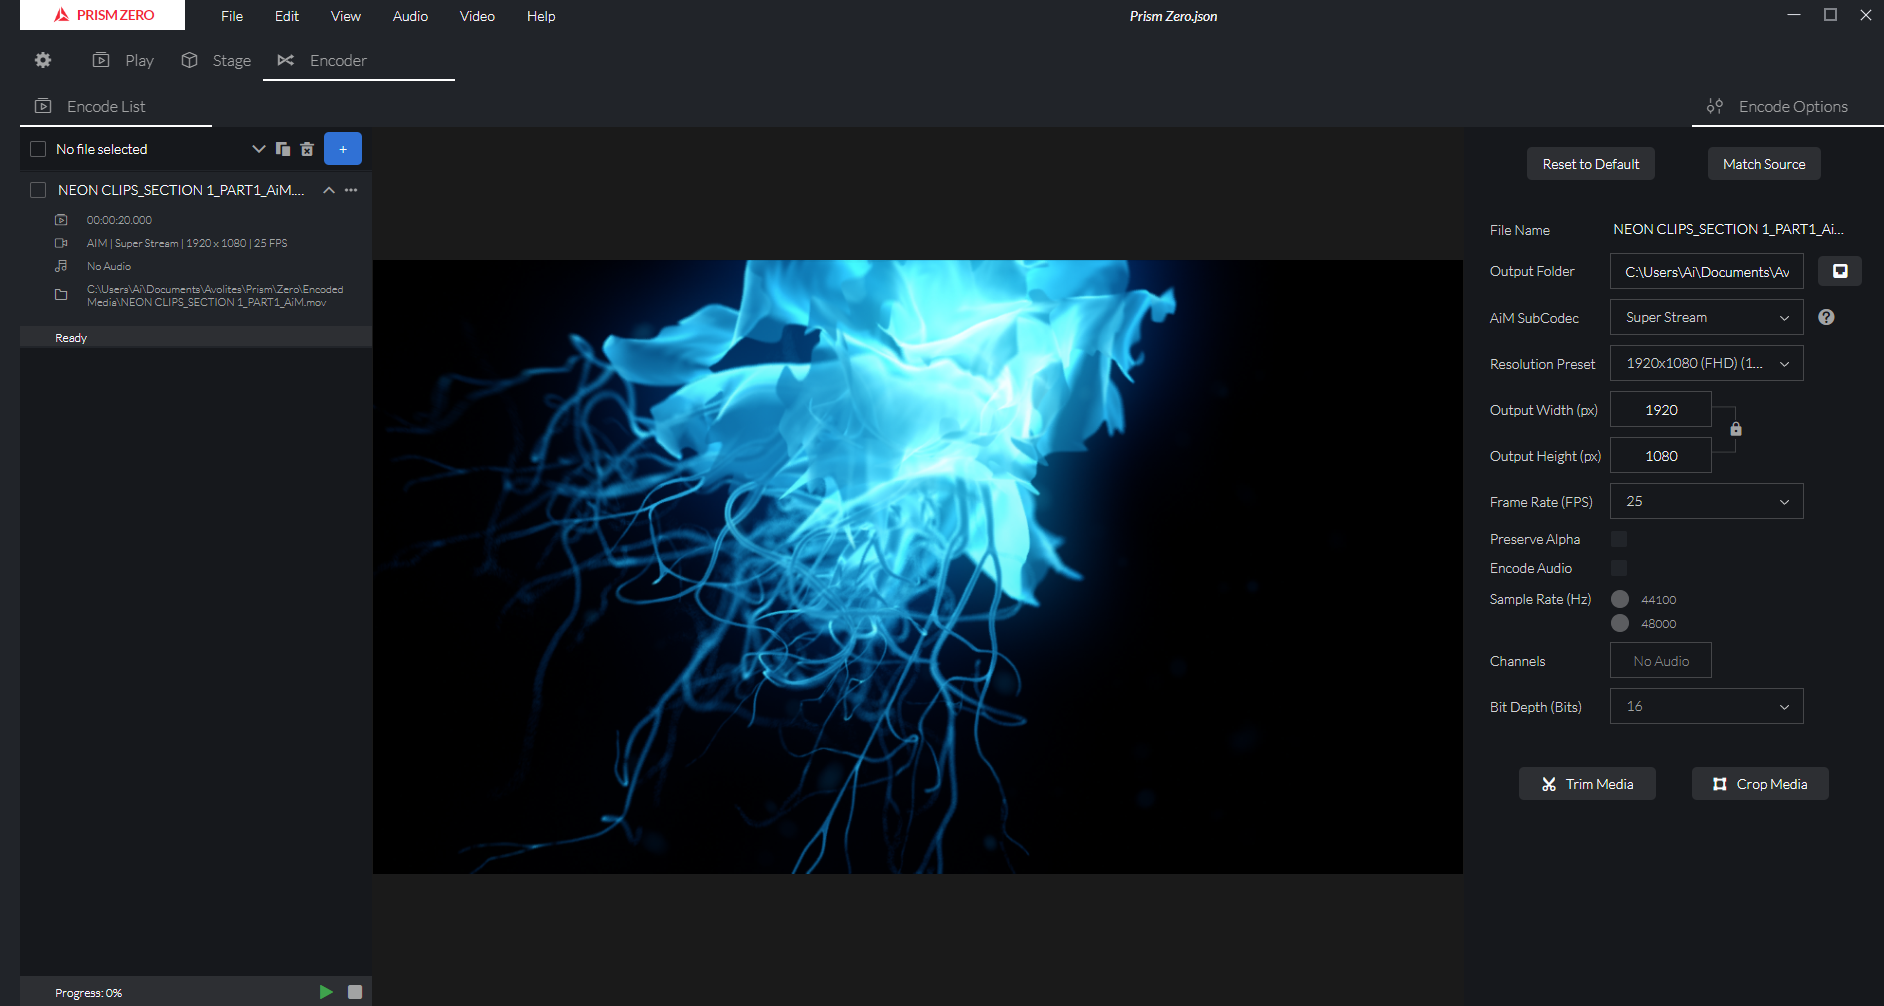 PRISM ZERO
File Edit View Audio Video Help
Prism Zero.json
Play Stage Encoder
Encode List
Encode Options
No file selected
+
NEON CLIPS_SECTION 1_PART1_AiM....
00:00:20.000
AIM | Super Stream | 1920 x 1080 | 25 FPS
No Audio
C:\Users\Ai\Documents\Avolites\Prism\Zero\Encoded
Media\NEON CLIPS_SECTION 1_PART1_AiM.mov
Ready
Progress: 0%
Reset to Default Match Source
File Name NEON CLIPS_SECTION 1_PART1_Ai...
Output Folder C:\Users\Ai\Documents\Av
AiM SubCodec Super Stream ?
Resolution Preset 1920x1080 (FHD) (1...
Output Width (px) 1920
Output Height (px) 1080
Frame Rate (FPS) 25
Preserve Alpha
Encode Audio
Sample Rate (Hz) 44100
48000
Channels No Audio
Bit Depth (Bits) 16
Trim Media Crop Media